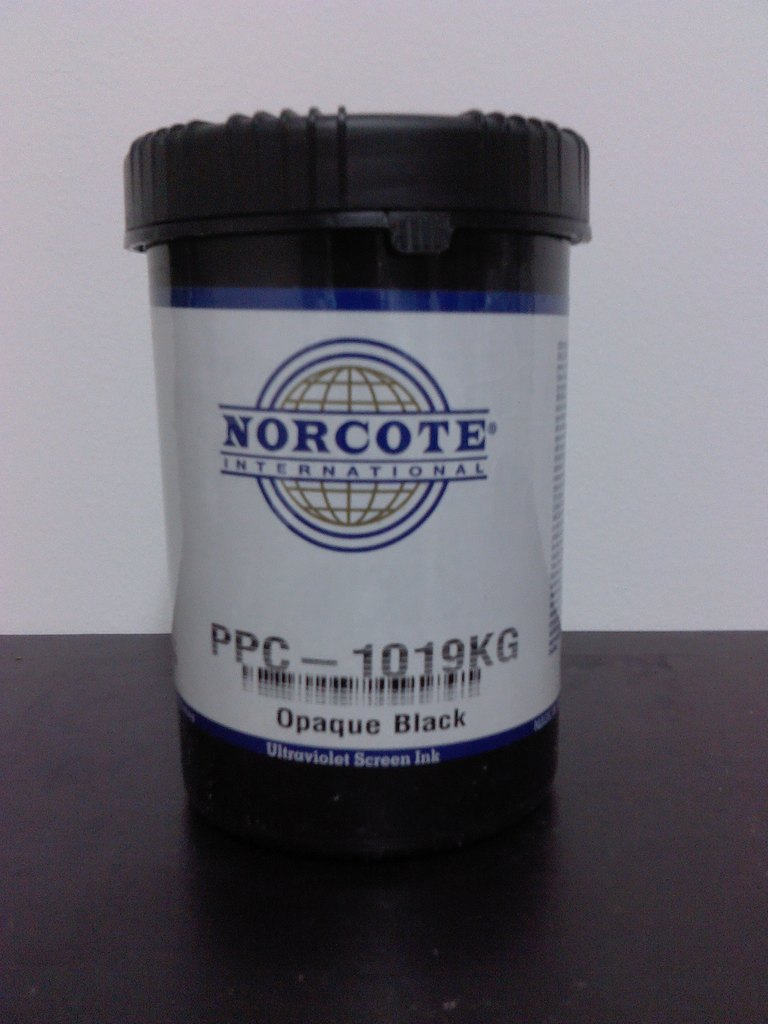 NORCOTE®
INTERNATIONAL
PPC - 1019KG
Opaque Black
Ultraviolet Screen Ink